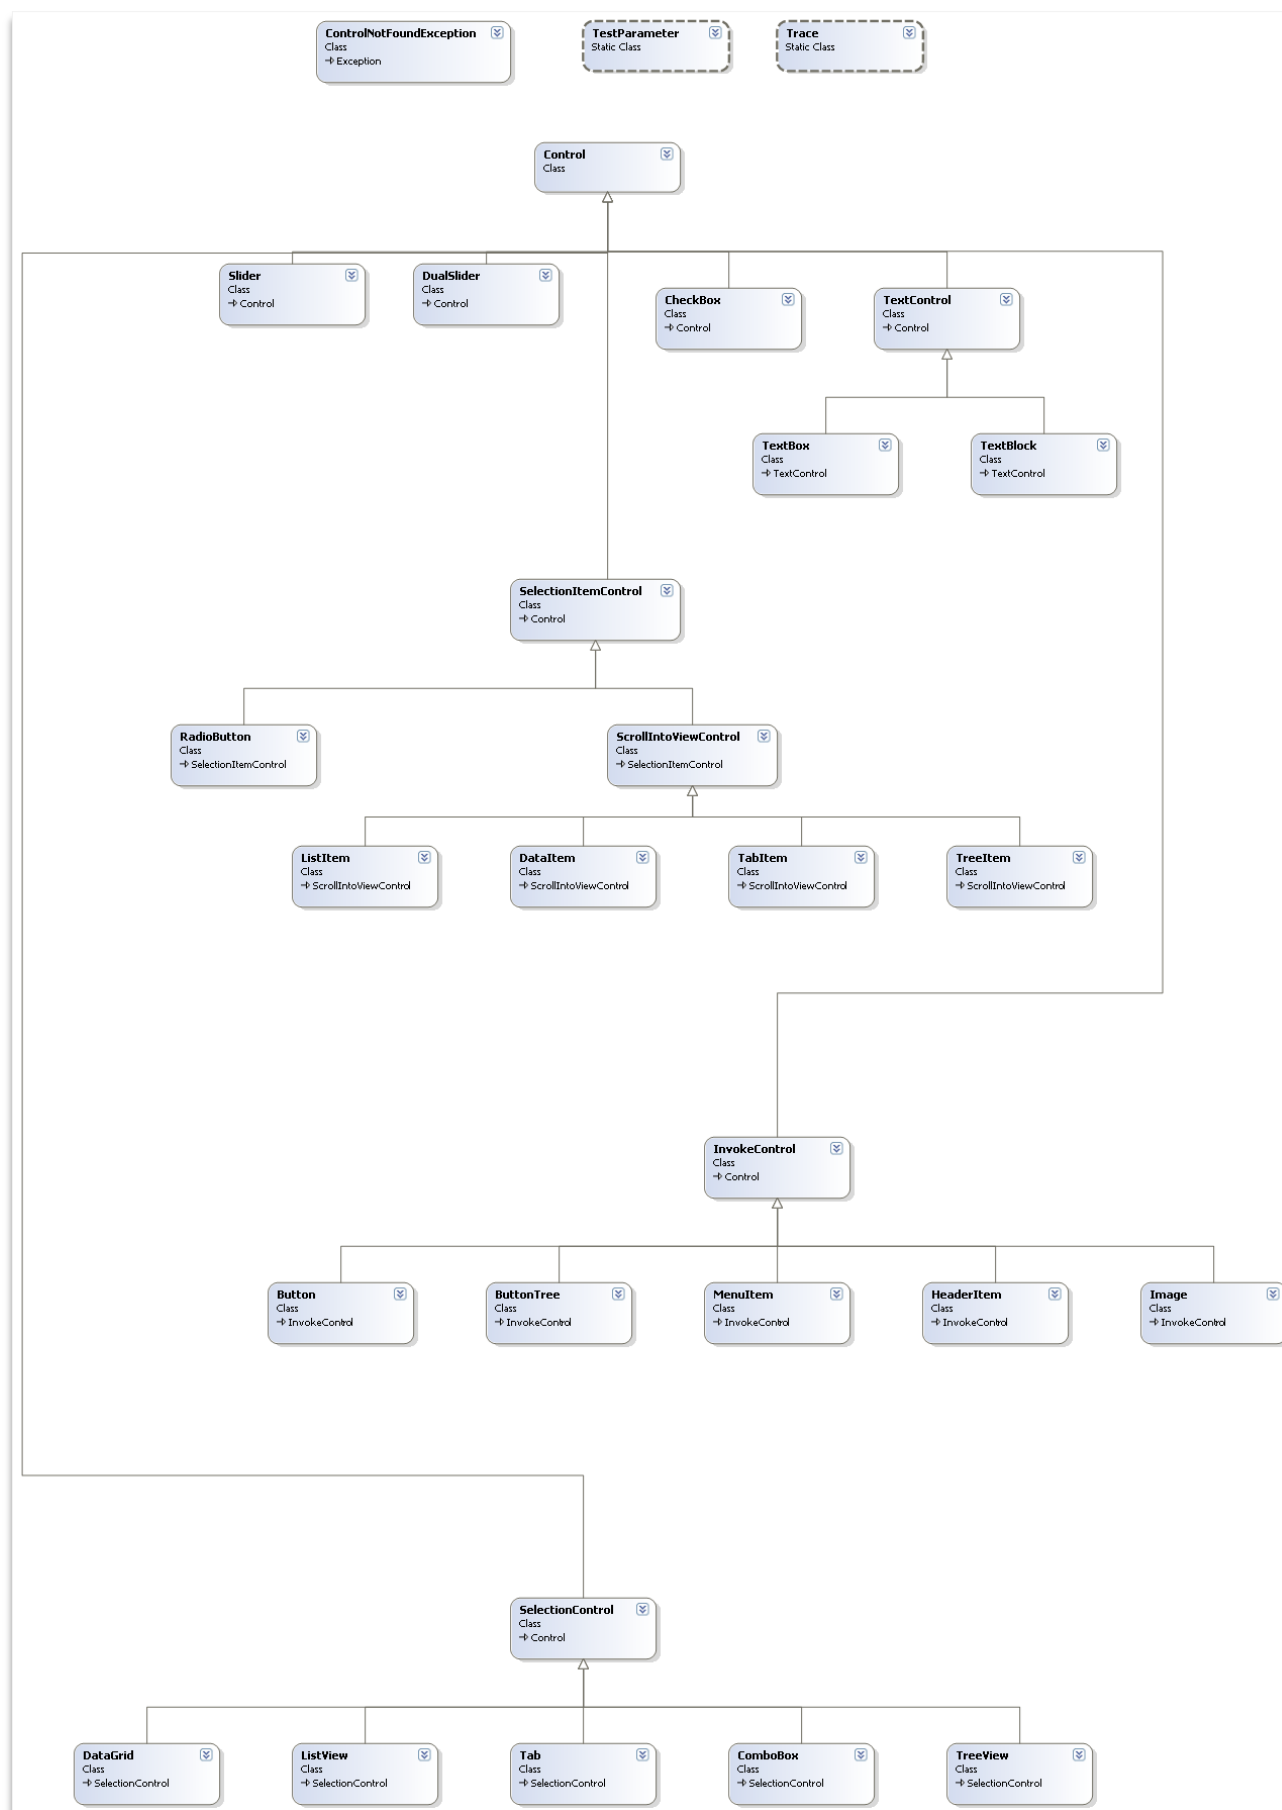 ControlNotFoundException
Class
Exception
TestParameter
Static Class
Trace
Static Class
Control
Class
Slider
Class
Control
DualSlider
Class
Control
CheckBox
Class
Control
TextControl
Class
Control
TextBox
Class
TextControl
TextBlock
Class
TextControl
SelectionItemControl
Class
Control
RadioButton
Class
SelectionItemControl
ScrollIntoViewControl
Class
SelectionItemControl
ListItem
Class
ScrollIntoViewControl
DataItem
Class
ScrollIntoViewControl
TabItem
Class
ScrollIntoViewControl
TreeItem
Class
ScrollIntoViewControl
InvokeControl
Class
Control
Button
Class
InvokeControl
ButtonTree
Class
InvokeControl
MenuItem
Class
InvokeControl
HeaderItem
Class
InvokeControl
Image
Class
InvokeControl
SelectionControl
Class
Control
DataGrid
Class
SelectionControl
ListView
Class
SelectionControl
Tab
Class
SelectionControl
ComboBox
Class
SelectionControl
TreeView
Class
SelectionControl